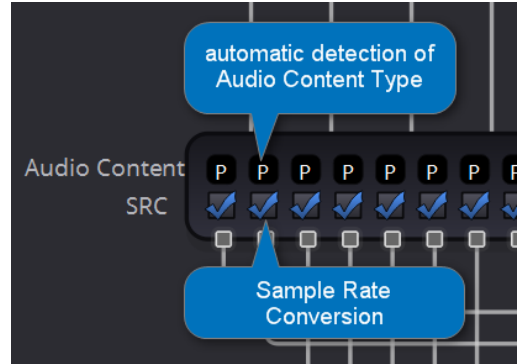 automatic detection of
Audio Content Type
Audio Content P P P P P P P P
SRC
Sample Rate
Conversion